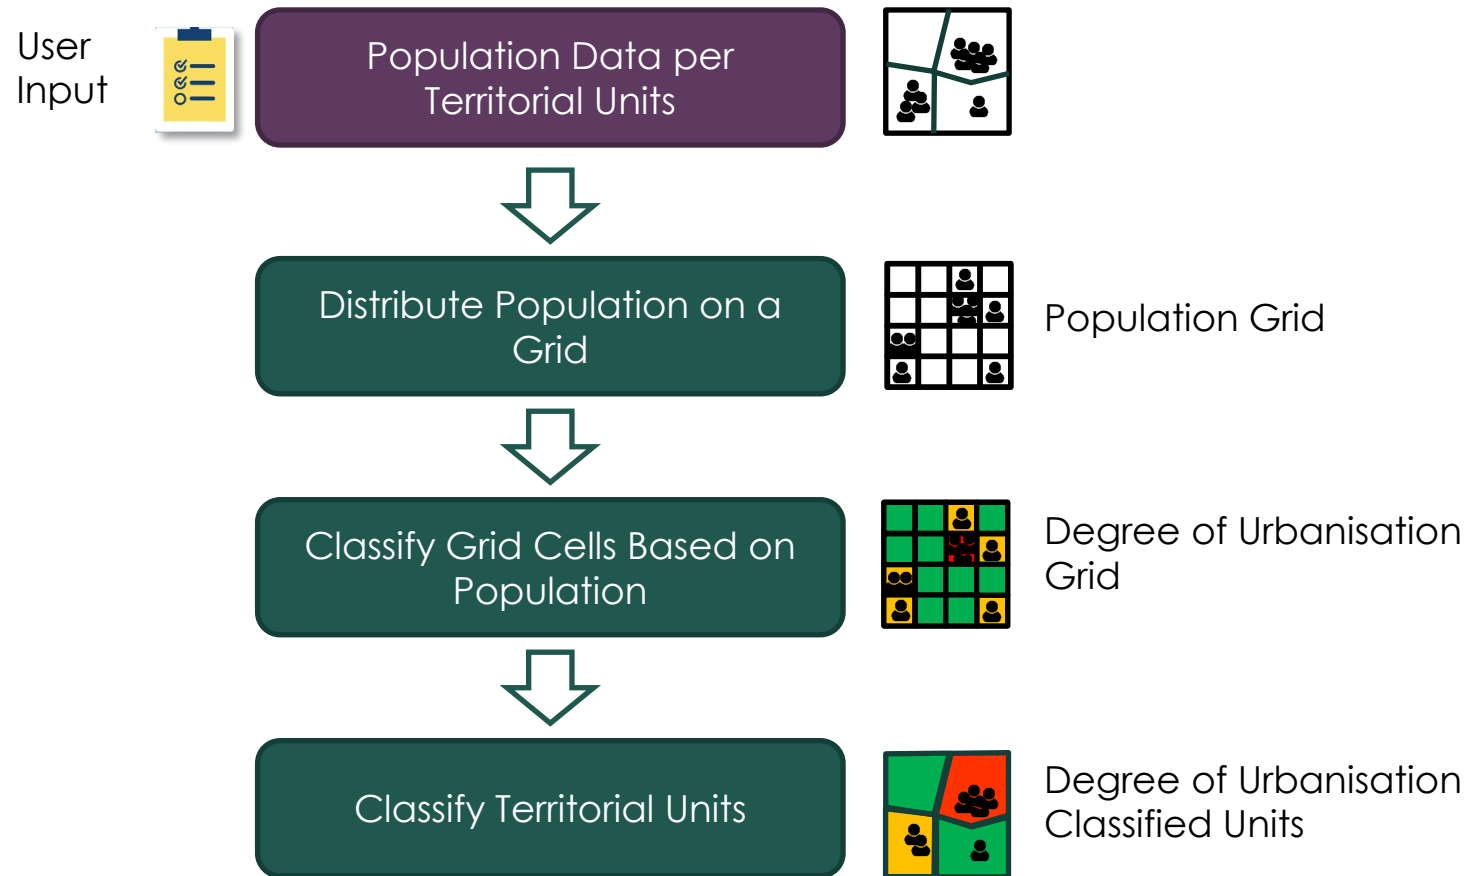 User
Input
Population Data per
Territorial Units
Distribute Population on a
Grid
Population Grid
Classify Grid Cells Based on
Population
Degree of Urbanisation
Grid
Classify Territorial Units
Degree of Urbanisation
Classified Units